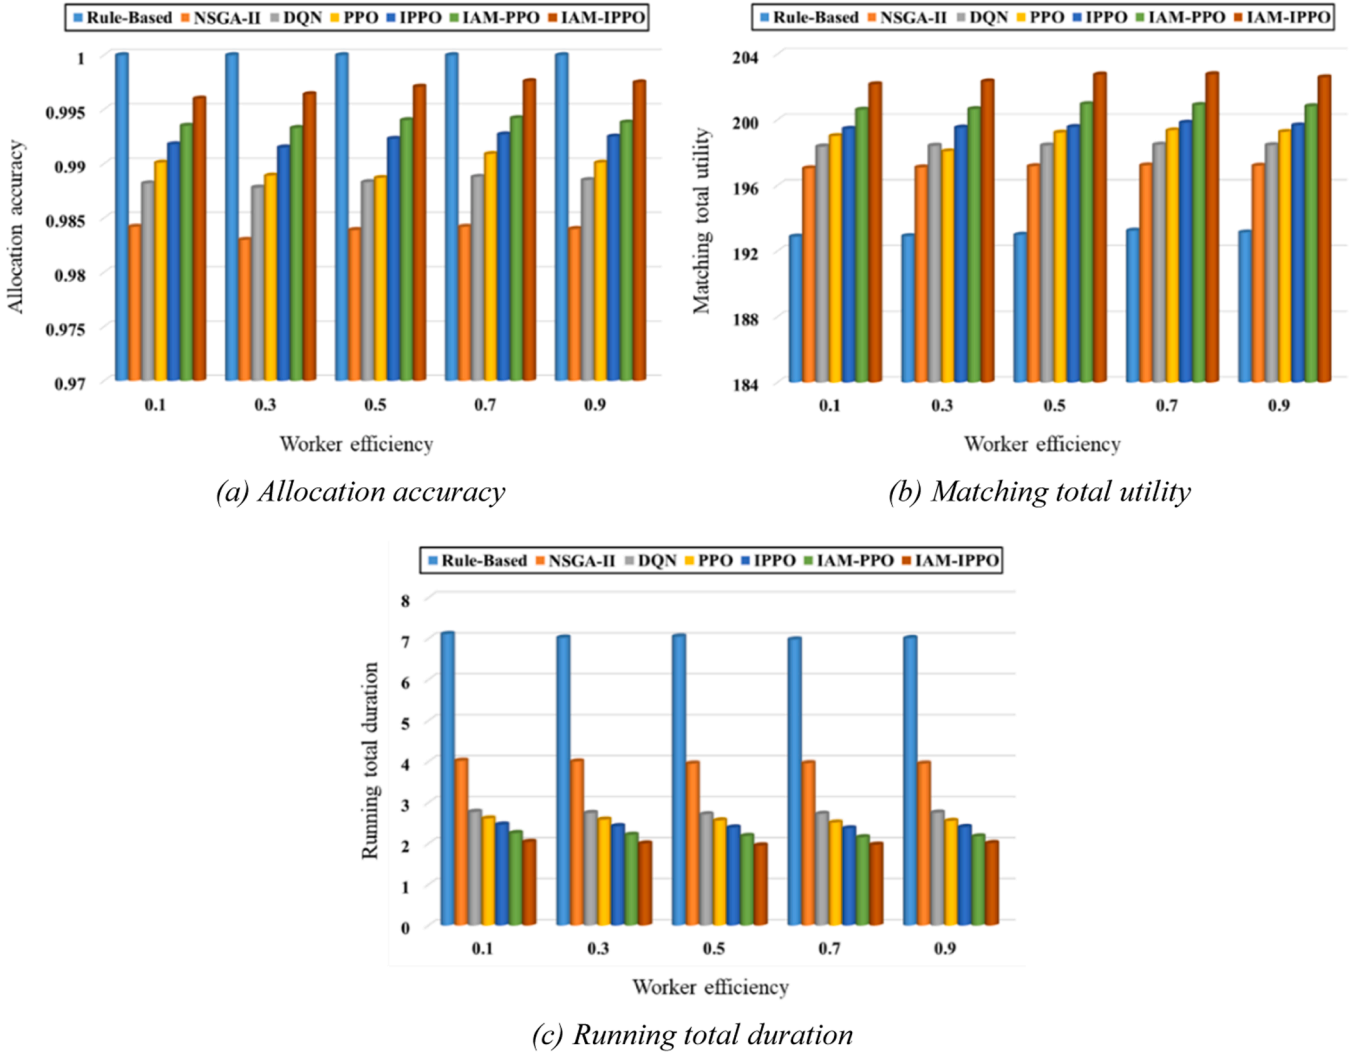 Rule-Based NSGA-II DQN PPO IPPO IAM-PPO IAM-IPPO
1
0.995
0.99
0.985
0.98
0.975
0.97
Allocation accuracy
0.1 0.3 0.5 0.7 0.9
Worker efficiency
(a) Allocation accuracy
Rule-Based NSGA-II DQN PPO IPPO IAM-PPO IAM-IPPO
204
200
196
192
188
184
Matching total utility
0.1 0.3 0.5 0.7 0.9
Worker efficiency
(b) Matching total utility
Rule-Based NSGA-II DQN PPO IPPO IAM-PPO IAM-IPPO
8
7
6
5
4
3
2
1
0
Running total duration
0.1 0.3 0.5 0.7 0.9
Worker efficiency
(c) Running total duration